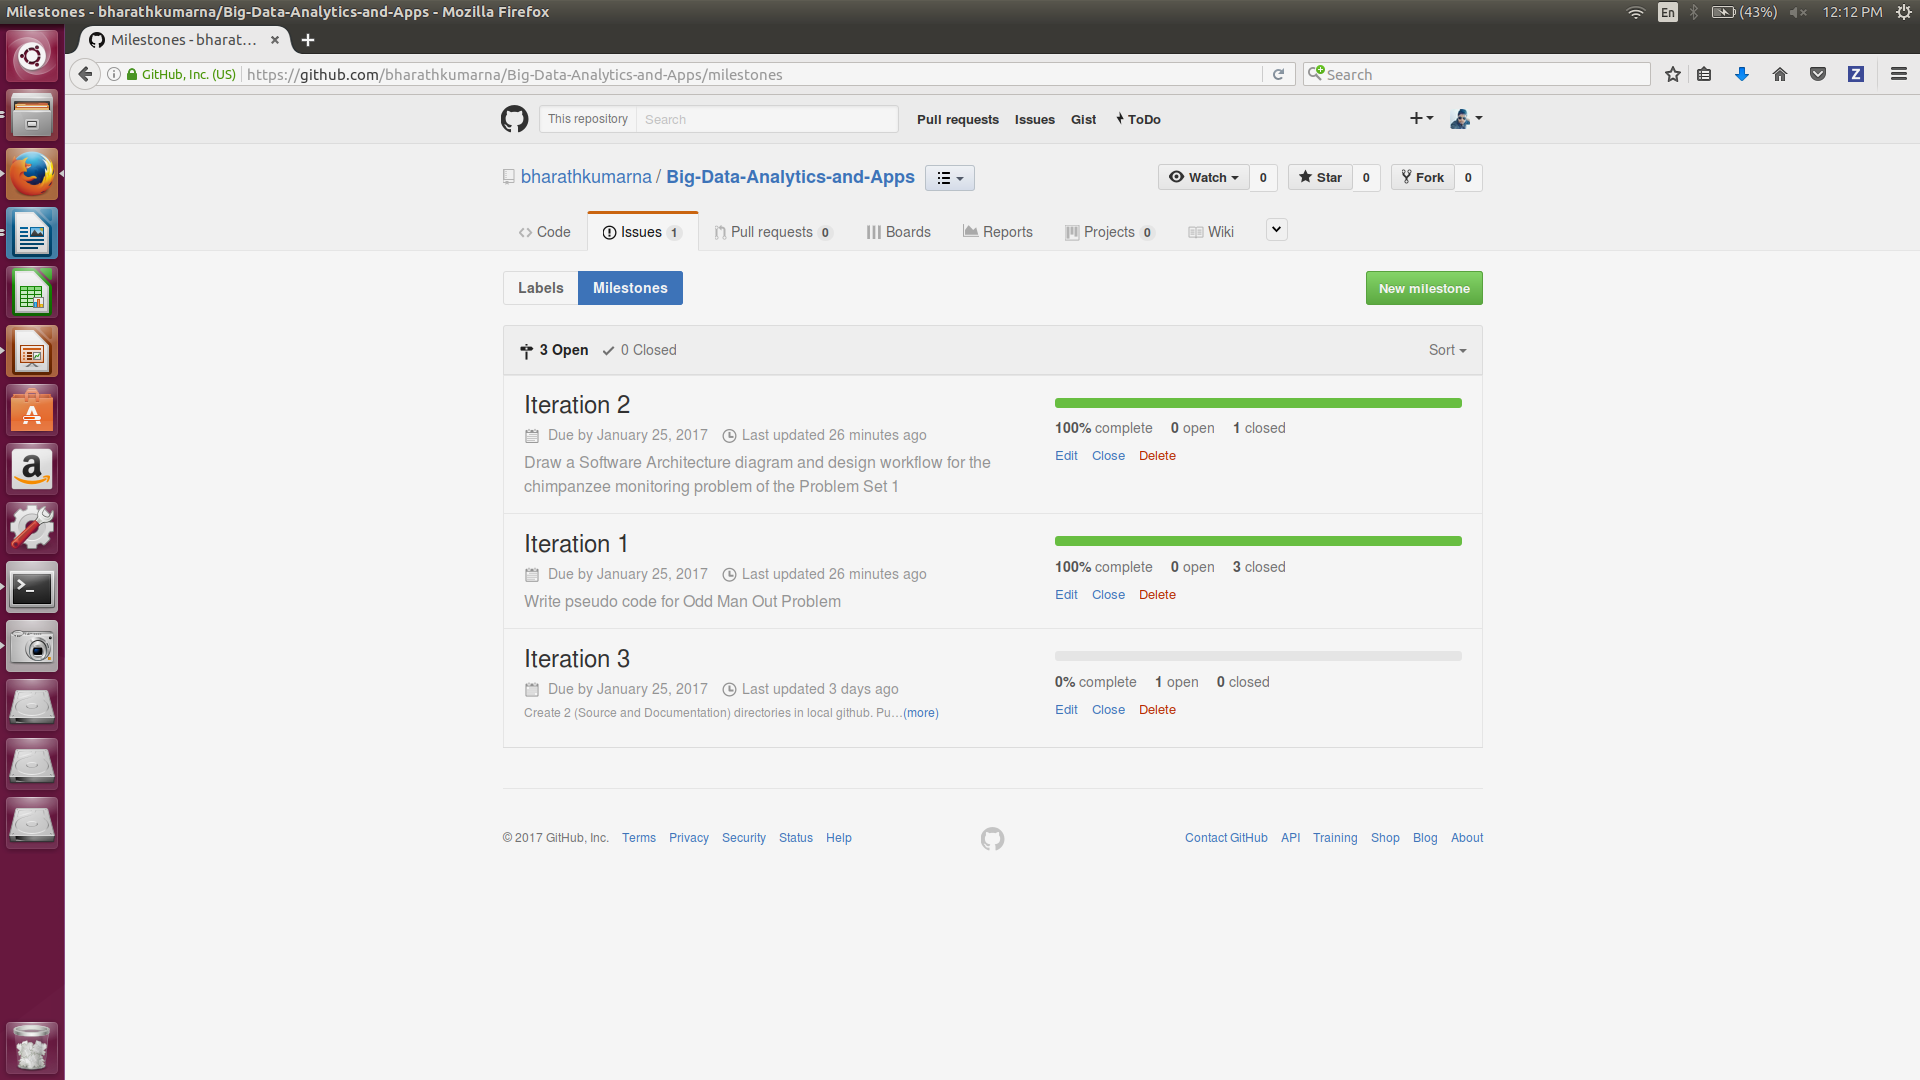 Milestones - bharathkumarna/Big-Data-Analytics-and-Apps - Mozilla Firefox
En (43%) 12:12 PM
Milestones - bharat...
GitHub, Inc. (US) https://github.com/bharathkumarna/Big-Data-Analytics-and-Apps/milestones Search
This repository Search Pull requests Issues Gist ToDo
bharathkumarna / Big-Data-Analytics-and-Apps Watch 0 Star 0 Fork 0
Code Issues 1 Pull requests 0 Boards Reports Projects 0 Wiki
Labels Milestones New milestone
3 Open 0 Closed Sort
Iteration 2
Due by January 25, 2017 Last updated 26 minutes ago
Draw a Software Architecture diagram and design workflow for the
chimpanzee monitoring problem of the Problem Set 1
100% complete 0 open 1 closed
Edit Close Delete
Iteration 1
Due by January 25, 2017 Last updated 26 minutes ago
Write pseudo code for Odd Man Out Problem
100% complete 0 open 3 closed
Edit Close Delete
Iteration 3
Due by January 25, 2017 Last updated 3 days ago
Create 2 (Source and Documentation) directories in local github. Pu...(more)
0% complete 1 open 0 closed
Edit Close Delete
© 2017 GitHub, Inc. Terms Privacy Security Status Help Contact GitHub API Training Shop Blog About